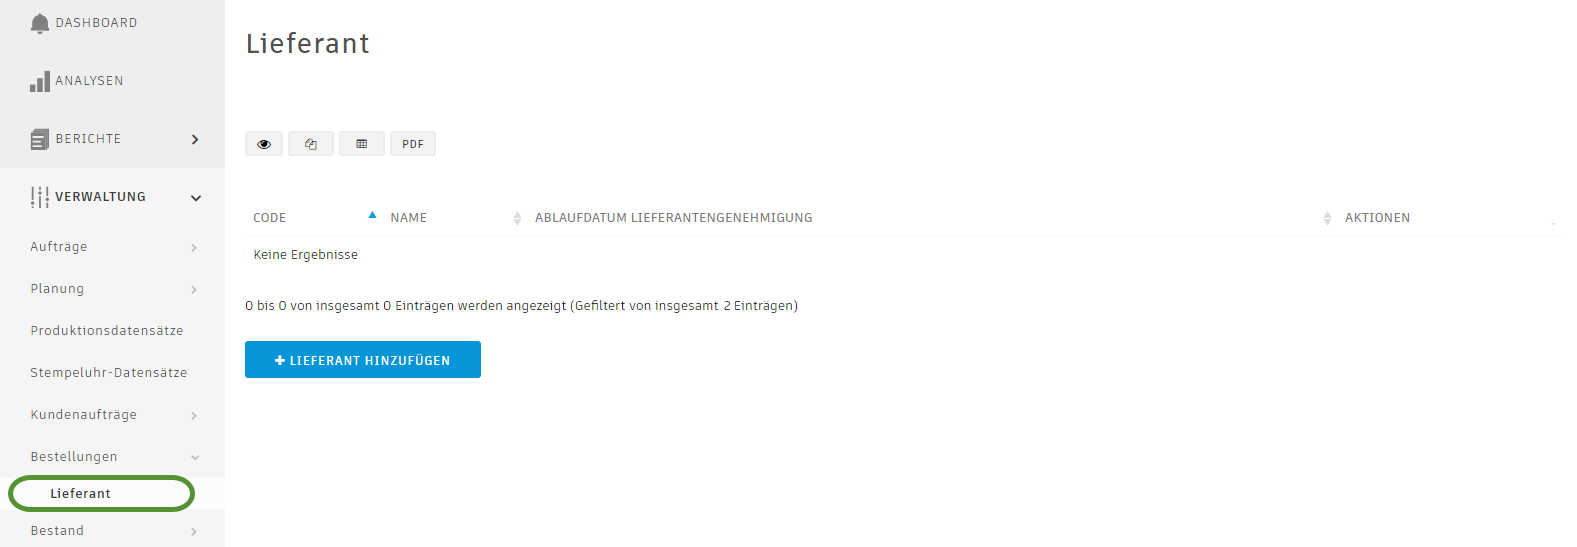 DASHBOARD
ANALYSEN
BERICHTE
VERWALTUNG
Aufträge
Planung
Produktionsdatensätze
Stempeluhr-Datensätze
Kundenaufträge
Bestellungen
Lieferant
Bestand
Lieferant
PDF
CODE NAME ABLAUFDATUM LIEFERANTENGENEHMIGUNG AKTIONEN
Keine Ergebnisse
0 bis 0 von insgesamt 0 Einträgen werden angezeigt (Gefiltert von insgesamt 2 Einträgen)
LIEFERANT HINZUFÜGEN